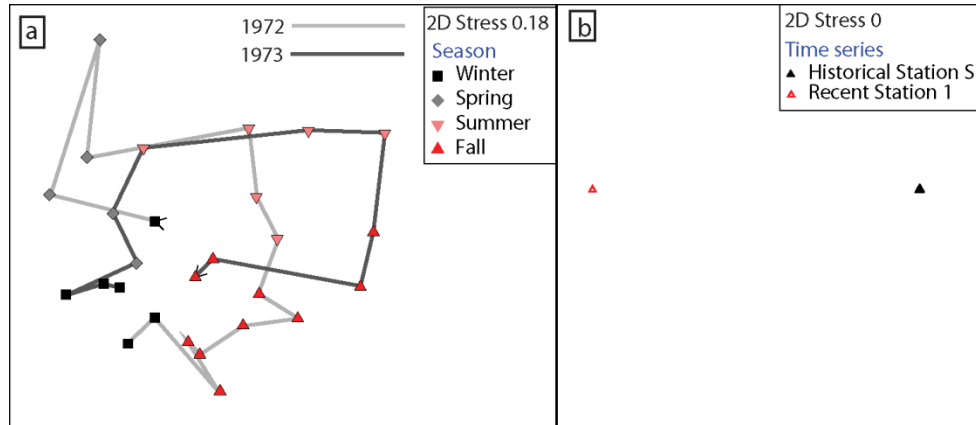 a
1972
1973
2D Stress 0.18
Season
Winter
Spring
Summer
Fall
b
2D Stress 0
Time series
Historical Station S
Recent Station 1